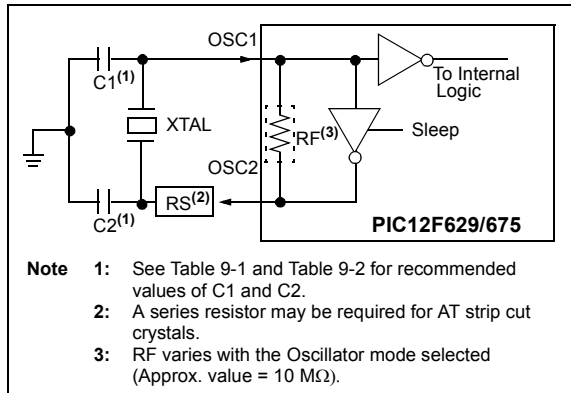 OSC1
C1(1)
To Internal
Logic
XTAL
RF(3)
Sleep
OSC2
RS(2)
C2(1)
PIC12F629/675
Note 1: See Table 9-1 and Table 9-2 for recommended
values of C1 and C2.
2: A series resistor may be required for AT strip cut
crystals.
3: RF varies with the Oscillator mode selected
(Approx. value = 10 MΩ).